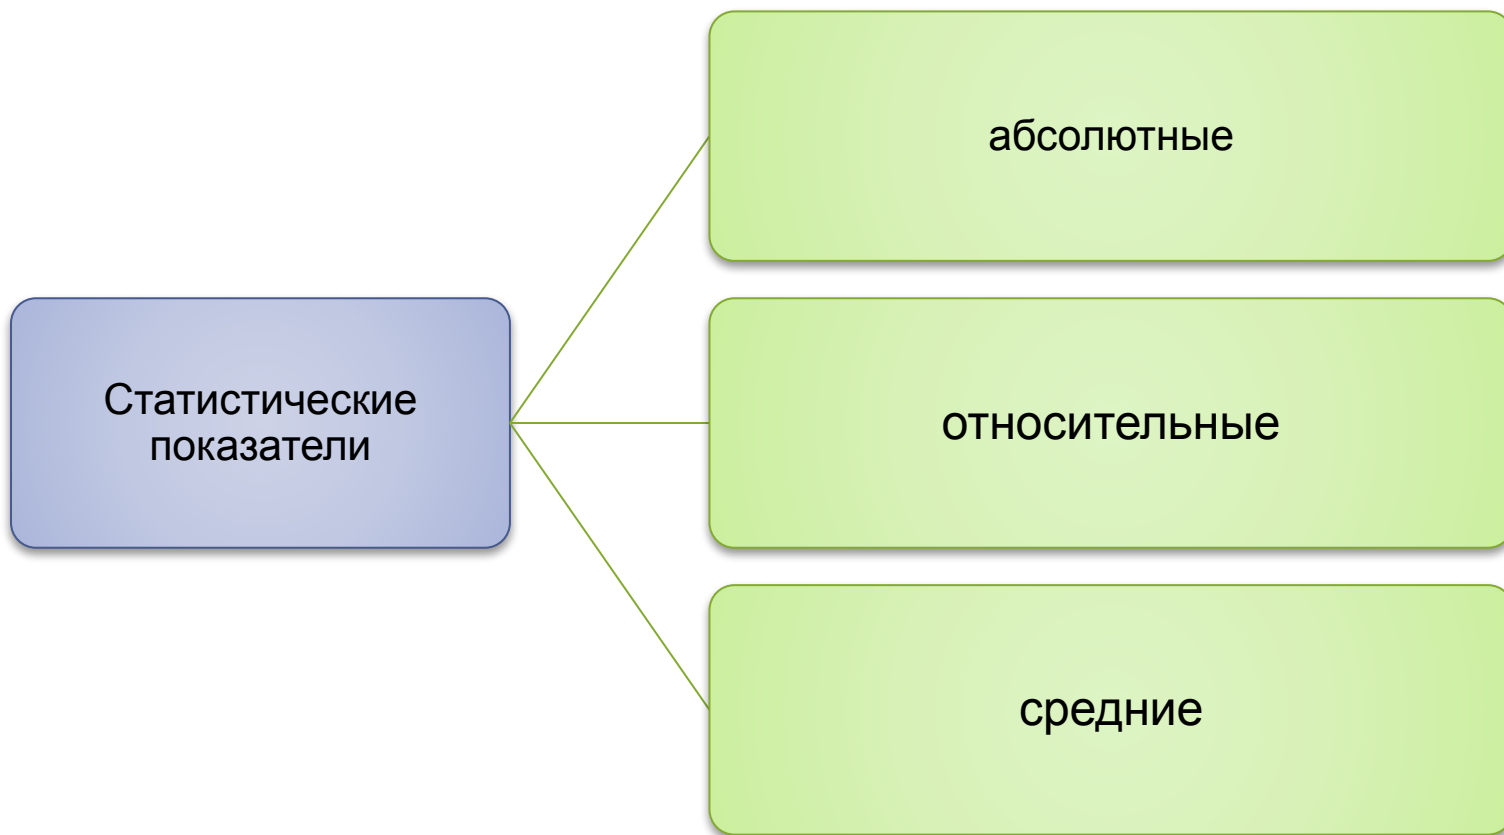 абсолютные
Статистические
показатели
относительные
средние